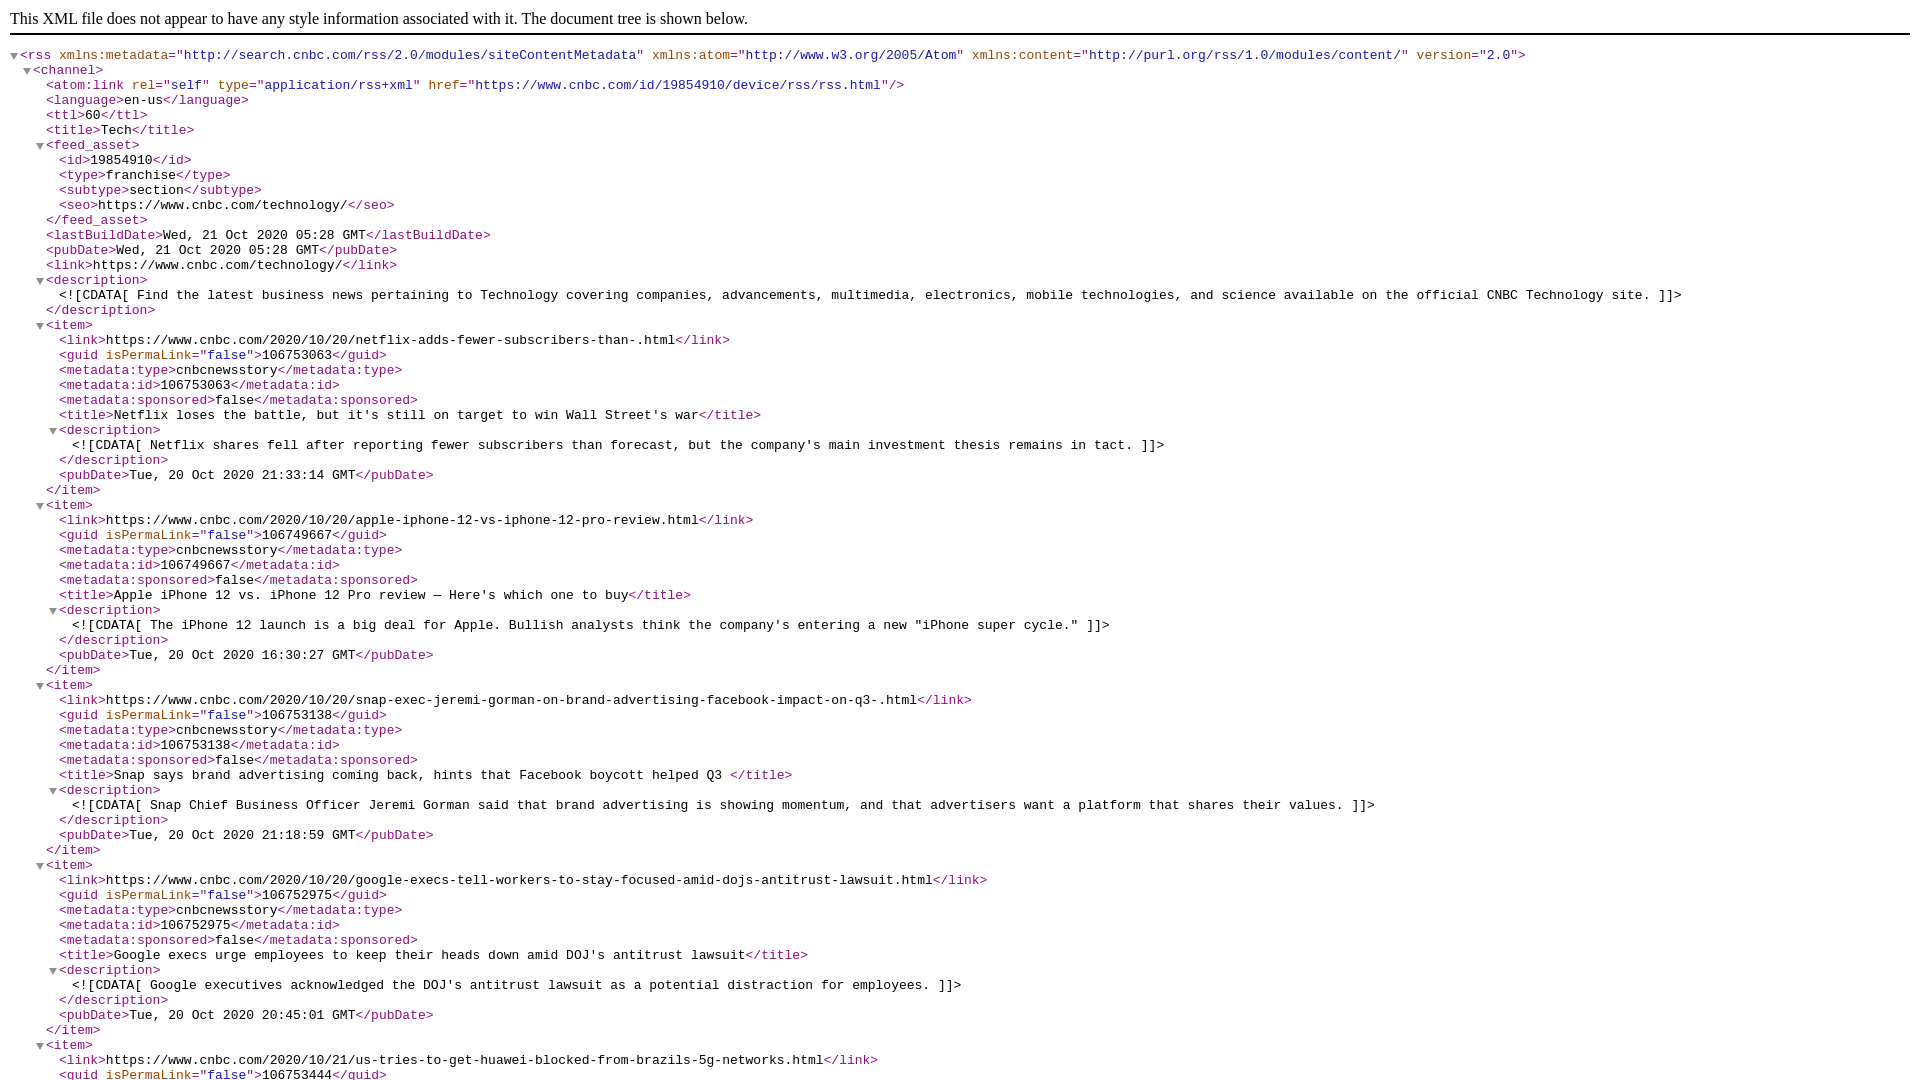 This XML file does not appear to have any style information associated with it. The document tree is shown below.
<rss xmlns:metadata="http://search.cnbc.com/rss/2.0/modules/siteContentMetadata" xmlns:atom="http://www.w3.org/2005/Atom" xmlns:content="http://purl.org/rss/1.0/modules/content/" version="2.0">
<channel>
<atom:link rel="self" type="application/rss+xml" href="https://www.cnbc.com/id/19854910/device/rss/rss.html"/>
<language>en-us</language>
<ttl>60</ttl>
<title>Tech</title>
<feed_asset>
<id>19854910</id>
<type>franchise</type>
<subtype>section</subtype>
<seo>https://www.cnbc.com/technology/</seo>
</feed_asset>
<lastBuildDate>Wed, 21 Oct 2020 05:28 GMT</lastBuildDate>
<pubDate>Wed, 21 Oct 2020 05:28 GMT</pubDate>
<link>https://www.cnbc.com/technology/</link>
<description>
<![CDATA[ Find the latest business news pertaining to Technology covering companies, advancements, multimedia, electronics, mobile technologies, and science available on the official CNBC Technology site. ]]>
</description>
<item>
<link>https://www.cnbc.com/2020/10/20/netflix-adds-fewer-subscribers-than-.html</link>
<guid isPermaLink="false">106753063</guid>
<metadata:type>cnbcnewsstory</metadata:type>
<metadata:id>106753063</metadata:id>
<metadata:sponsored>false</metadata:sponsored>
<title>Netflix loses the battle, but it's still on target to win Wall Street's war</title>
<description>
<![CDATA[ Netflix shares fell after reporting fewer subscribers than forecast, but the company's main investment thesis remains in tact. ]]>
</description>
<pubDate>Tue, 20 Oct 2020 21:33:14 GMT</pubDate>
</item>
<item>
<link>https://www.cnbc.com/2020/10/20/apple-iphone-12-vs-iphone-12-pro-review.html</link>
<guid isPermaLink="false">106749667</guid>
<metadata:type>cnbcnewsstory</metadata:type>
<metadata:id>106749667</metadata:id>
<metadata:sponsored>false</metadata:sponsored>
<title>Apple iPhone 12 vs. iPhone 12 Pro review — Here's which one to buy</title>
<description>
<![CDATA[ The iPhone 12 launch is a big deal for Apple. Bullish analysts think the company's entering a new "iPhone super cycle." ]]>
</description>
<pubDate>Tue, 20 Oct 2020 16:30:27 GMT</pubDate>
</item>
<item>
<link>https://www.cnbc.com/2020/10/20/snap-exec-jeremi-gorman-on-brand-advertising-facebook-impact-on-q3-.html</link>
<guid isPermaLink="false">106753138</guid>
<metadata:type>cnbcnewsstory</metadata:type>
<metadata:id>106753138</metadata:id>
<metadata:sponsored>false</metadata:sponsored>
<title>Snap says brand advertising coming back, hints that Facebook boycott helped Q3 </title>
<description>
<![CDATA[ Snap Chief Business Officer Jeremi Gorman said that brand advertising is showing momentum, and that advertisers want a platform that shares their values. ]]>
</description>
<pubDate>Tue, 20 Oct 2020 21:18:59 GMT</pubDate>
</item>
<item>
<link>https://www.cnbc.com/2020/10/20/google-execs-tell-workers-to-stay-focused-amid-dojs-antitrust-lawsuit.html</link>
<guid isPermaLink="false">106752975</guid>
<metadata:type>cnbcnewsstory</metadata:type>
<metadata:id>106752975</metadata:id>
<metadata:sponsored>false</metadata:sponsored>
<title>Google execs urge employees to keep their heads down amid DOJ's antitrust lawsuit</title>
<description>
<![CDATA[ Google executives acknowledged the DOJ's antitrust lawsuit as a potential distraction for employees. ]]>
</description>
<pubDate>Tue, 20 Oct 2020 20:45:01 GMT</pubDate>
</item>
<item>
<link>https://www.cnbc.com/2020/10/21/us-tries-to-get-huawei-blocked-from-brazils-5g-networks.html</link>
<guid isPermaLink="false">106753444</guid>